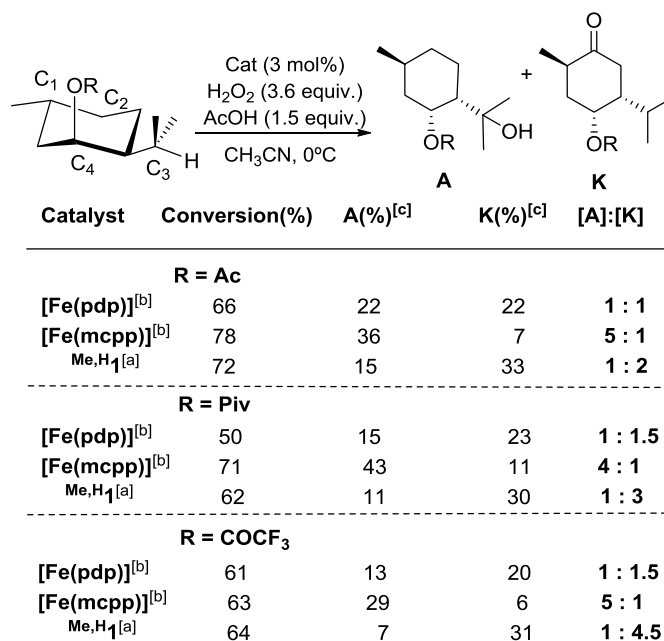 OR
C1
C2
C3
C4
H
Cat (3 mol%)
H2O2 (3.6 equiv.)
AcOH (1.5 equiv.)
CH3CN, 0ºC
OR
OH
A
+
O
OR
K
Catalyst Conversion(%) A(%)[c] K(%)[c] [A]:[K]
R = Ac
[Fe(pdp)][b] 66 22 22 1 : 1
[Fe(mcpp)][b] 78 36 7 5 : 1
Me,H1[a] 72 15 33 1 : 2
R = Piv
[Fe(pdp)][b] 50 15 23 1 : 1.5
[Fe(mcpp)][b] 71 43 11 4 : 1
Me,H1[a] 62 11 30 1 : 3
R = COCF3
[Fe(pdp)][b] 61 13 20 1 : 1.5
[Fe(mcpp)][b] 63 29 6 5 : 1
Me,H1[a] 64 7 31 1 : 4.5